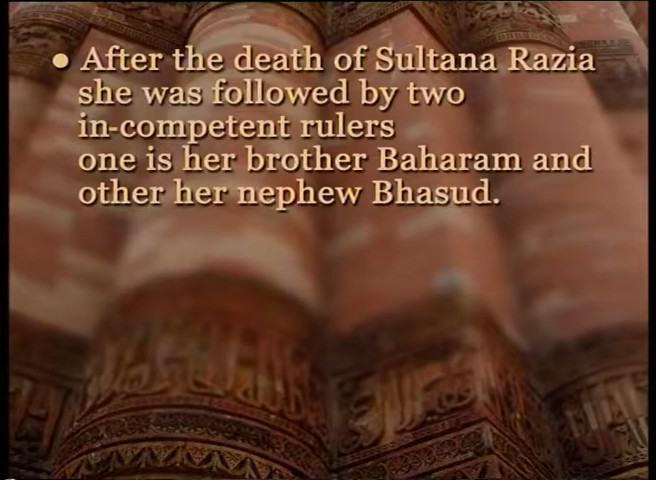 • After the death of Sultana Razia
she was followed by two
in-competent rulers
one is her brother Baharam and
other her nephew Bhasud.